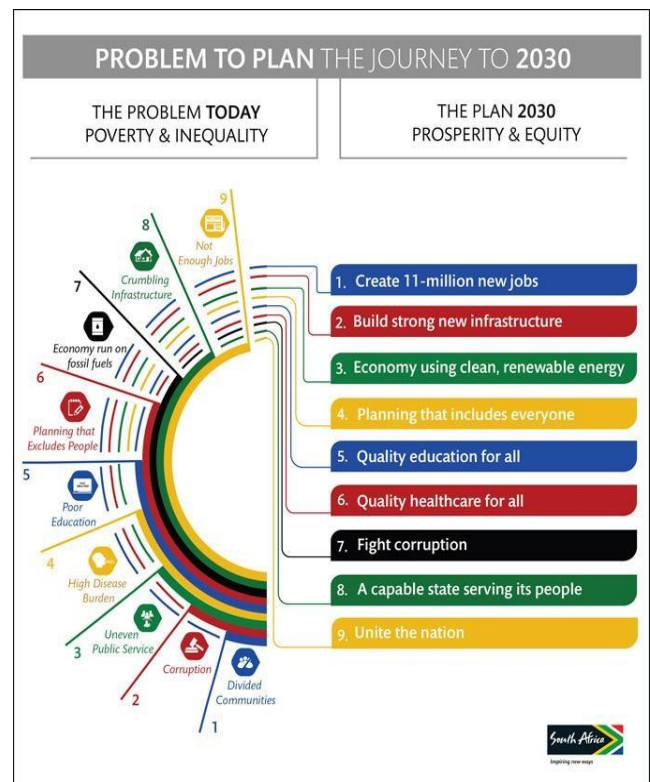 PROBLEM TO PLAN THE JOURNEY TO 2030
THE PROBLEM TODAY
POVERTY & INEQUALITY
THE PLAN 2030
PROSPERITY & EQUITY
9
Not
Enough Jobs
8
Crumbling
Infrastructure
7
Economy run on
fossil fuels
6
Planning that
Excludes People
5
Poor
Education
4
High Disease
Burden
3
Uneven
Public Service
2
Corruption
1
Divided
Communities
1. Create 11-million new jobs
2. Build strong new infrastructure
3. Economy using clean, renewable energy
4. Planning that includes everyone
5. Quality education for all
6. Quality healthcare for all
7. Fight corruption
8. A capable state serving its people
9. Unite the nation
South Africa
Inspiring new ways